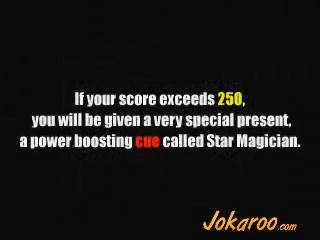 If your score exceeds 250,
you will be given a very special present,
a power boosting cue called Star Magician.
Jokaroo.com